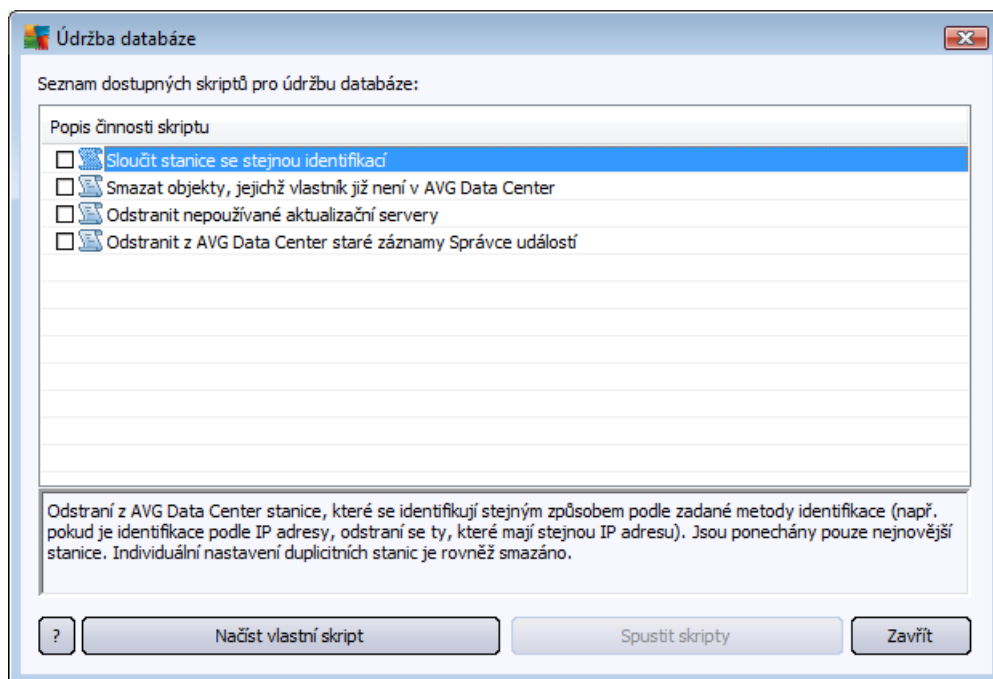 Údržba databáze
Seznam dostupných skriptů pro údržbu databáze:
Popis činnosti skriptu
Sloučit stanice se stejnou identifikací
Smazat objekty, jejichž vlastník již není v AVG Data Center
Odstranit nepoužívané aktualizační servery
Odstranit z AVG Data Center staré záznamy Správce událostí
Odstraní z AVG Data Center stanice, které se identifikují stejným způsobem podle zadané metody identifikace (např.
pokud je identifikace podle IP adresy, odstraní se ty, které mají stejnou IP adresu). Jsou ponechány pouze nejnovější
stanice. Individuální nastavení duplicitních stanic je rovněž smazáno.
? Načíst vlastní skript Spustit skripty Zavřít